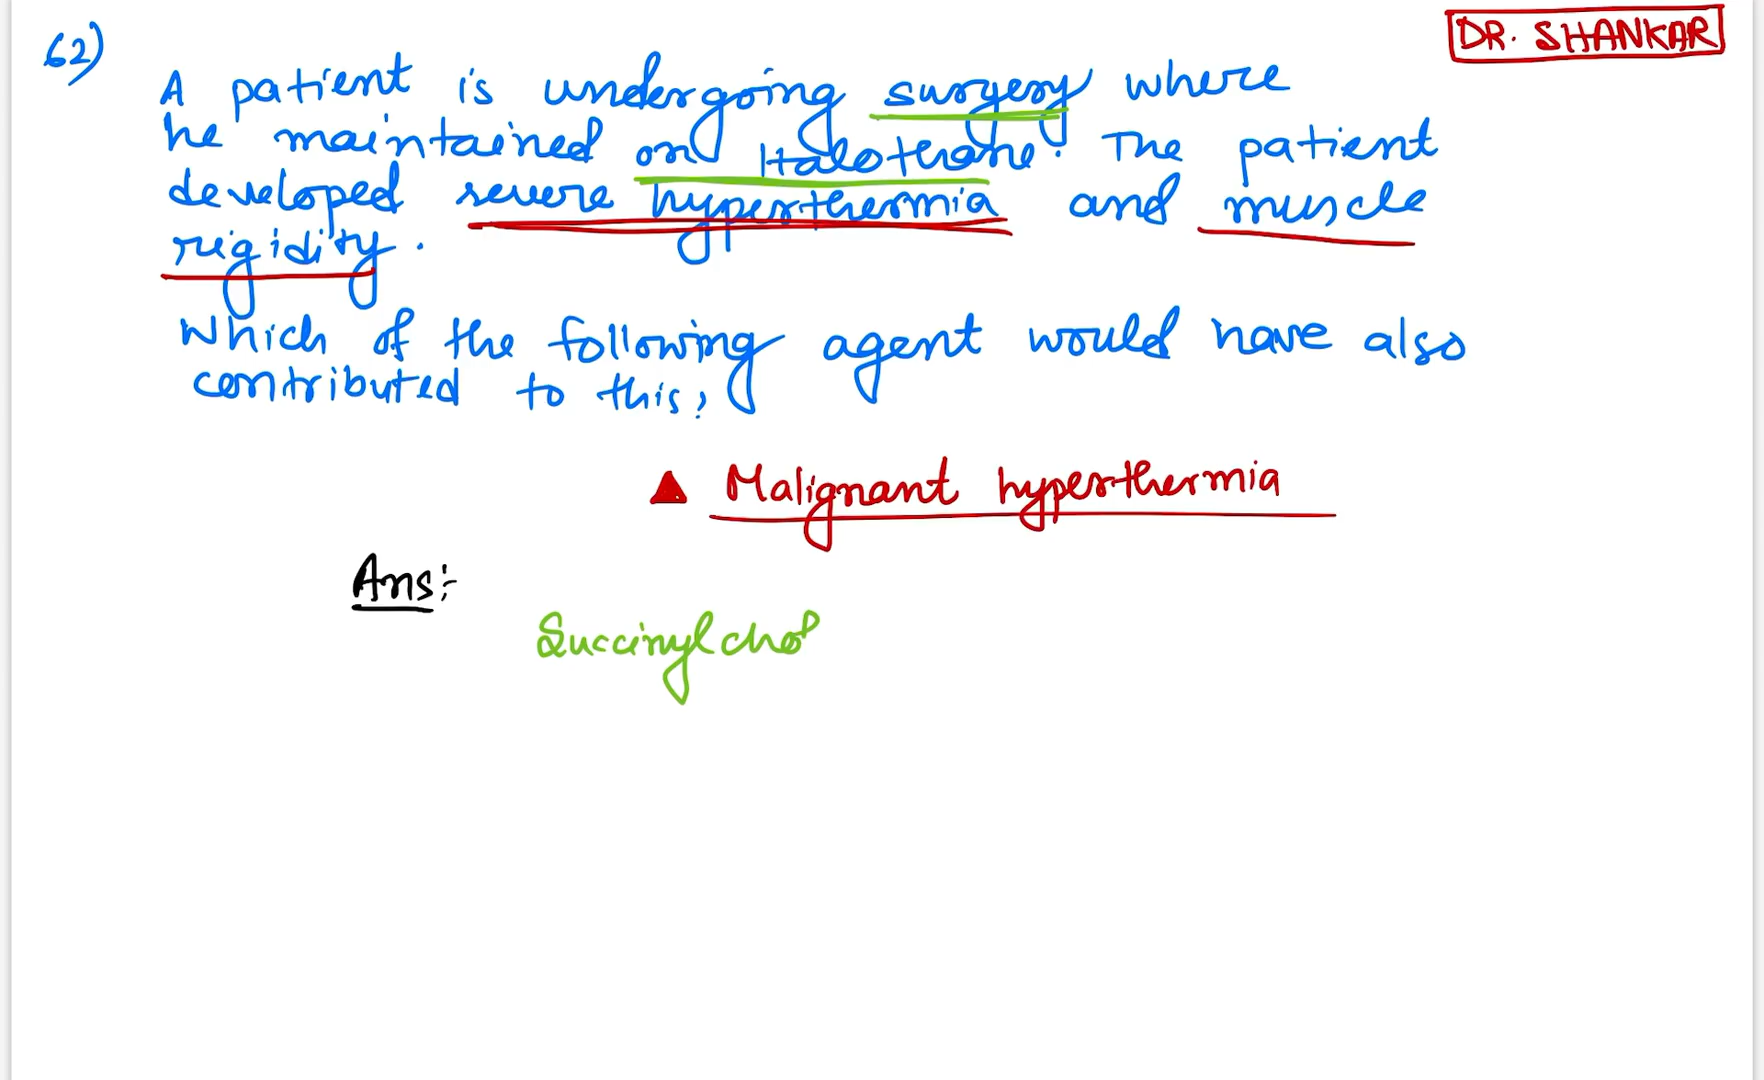 62)
DR. SHANKAR
A patient is undergoing surgery where
he maintained on Halothane. The patient
developed severe hyperthermia and muscle
rigidity.
Which of the following agent would have also
contributed to this?
Malignant hyperthermia
Ans:-
Succinylchol